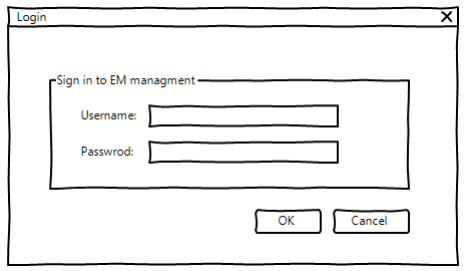 Login
Sign in to EM managment
Username:
Passwrod:
OK Cancel